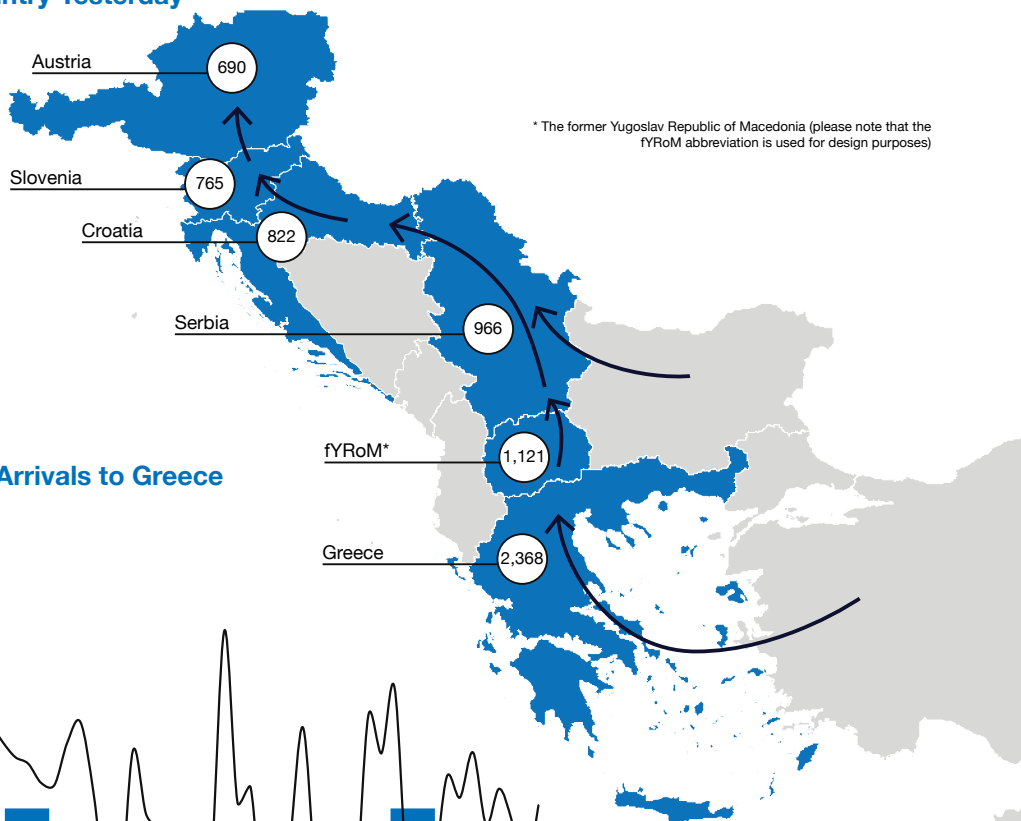 Yesterday
Austria
690
* The former Yugoslav Republic of Macedonia (please note that the
fYRoM abbreviation is used for design purposes)
Slovenia
765
Croatia
822
Serbia
966
fYRoM*
1,121
Arrivals to Greece
Greece
2,368